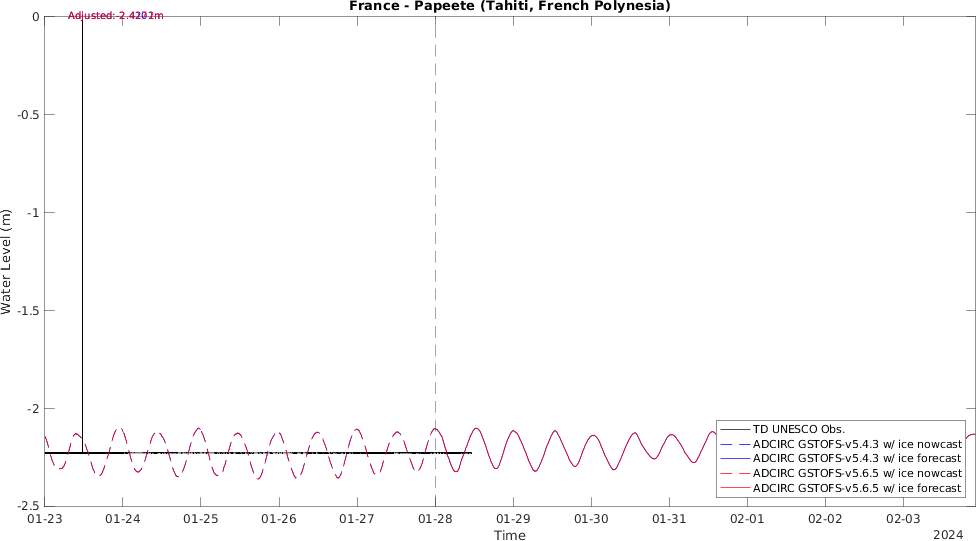 France - Papeete (Tahiti, French Polynesia)
Adjusted:
0
-0.5
-1
-1.5
-2
-2.5
Water Level (m)
TD UNESCO Obs.
ADCIRC GSTOFS-v5.4.3 w/ ice nowcast
ADCIRC GSTOFS-v5.4.3 w/ ice forecast
ADCIRC GSTOFS-v5.6.5 w/ ice nowcast
ADCIRC GSTOFS-v5.6.5 w/ ice forecast
01-23 01-24 01-25 01-26 01-27 01-28 01-29 01-30 01-31 02-01 02-02 02-03
Time
2024